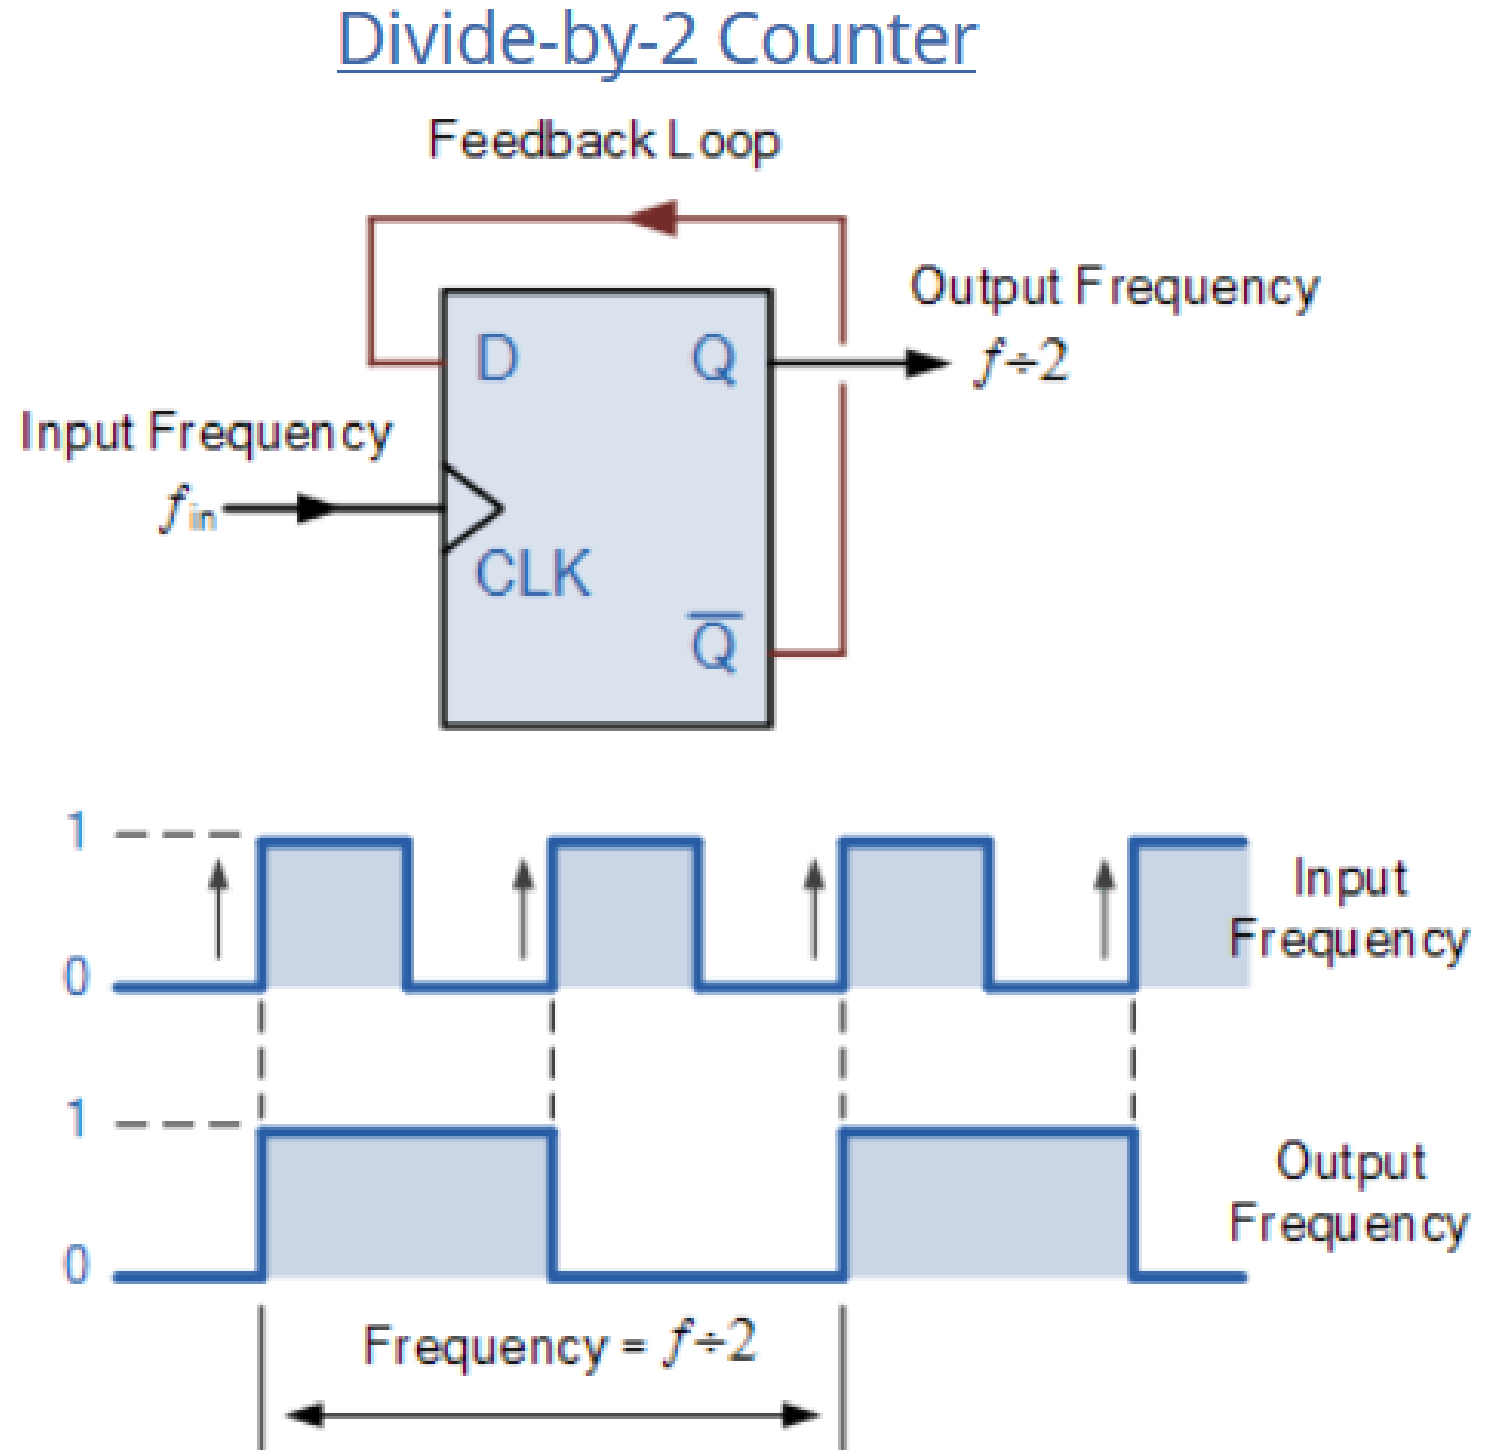 Divide-by-2 Counter
Feedback Loop
Output Frequency
f÷2
D
Q
Input Frequency
fin
CLK
Q̅
1
0
Input
Frequency
1
0
Output
Frequency
Frequency = f÷2